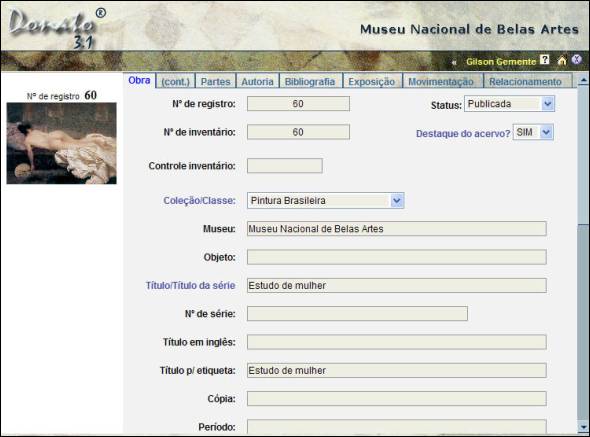 Donato®
3.1
Museu Nacional de Belas Artes
« Gilson Gemente ? X
Nº de registro 60
Obra (cont.) Partes Autoria Bibliografia Exposição Movimentação Relacionamento
Nº de registro: 60 Status: Publicada
Nº de inventário: 60 Destaque do acervo? SIM
Controle inventário:
Coleção/Classe: Pintura Brasileira
Museu: Museu Nacional de Belas Artes
Objeto:
Título/Título da série Estudo de mulher
Nº de série:
Título em inglês:
Título p/ etiqueta: Estudo de mulher
Cópia:
Período: